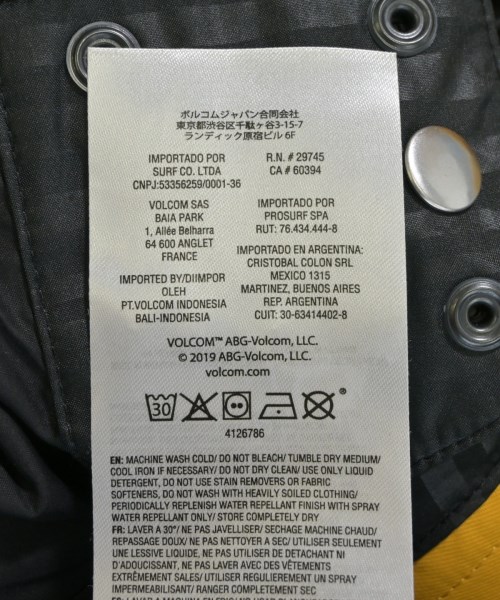 ボルコムジャパン合同会社
東京都渋谷区千駄ヶ谷3-15-7
ランディック原宿ビル 6F
IMPORTADO POR
SURF CO. LTDA
CNPJ:53356259/0001-36
R.N. # 29745
CA # 60394
VOLCOM SAS
BAIA PARK
1, Allée Belharra
64 600 ANGLET
FRANCE
IMPORTADO POR
PROSURF SPA
RUT: 76.434.444-8
IMPORTED BY/DIIMPOR
OLEH
PT.VOLCOM INDONESIA
BALI-INDONESIA
IMPORTADO EN ARGENTINA:
CRISTOBAL COLON SRL
MEXICO 1315
MARTINEZ, BUENOS AIRES
REP. ARGENTINA
CUIT: 30-63414402-8
VOLCOM™ ABG-Volcom, LLC.
© 2019 ABG-Volcom, LLC.
volcom.com
30
4126786
EN: MACHINE WASH COLD/ DO NOT BLEACH/ TUMBLE DRY MEDIUM/
COOL IRON IF NECESSARY/ DO NOT DRY CLEAN/ USE ONLY LIQUID
DETERGENT, DO NOT USE STAIN REMOVERS OR FABRIC
SOFTENERS, DO NOT WASH WITH HEAVILY SOILED CLOTHING/
PERIODICALLY REPLENISH WATER REPELLANT FINISH WITH SPRAY
WATER REPELLANT ONLY/ STORE COMPLETELY DRY
FR: LAVER A 30°/ NE PAS JAVELLISER/ SECHAGE MACHINE CHAUD/
REPASSAGE DOUX/ NE PAS NETTOYER A SEC/ UTILISER SEULEMENT
UNE LESSIVE LIQUIDE, NE PAS UTILISER DE DETACHANT NI
D'ADOUCISSANT, NE PAS LAVER AVEC DES VÊTEMENTS
EXTRÊMEMENT SALES/ UTILISER REGULIEREMENT UN SPRAY
IMPERMÉABILISANT/ RANGER COMPLETEMENT SEC